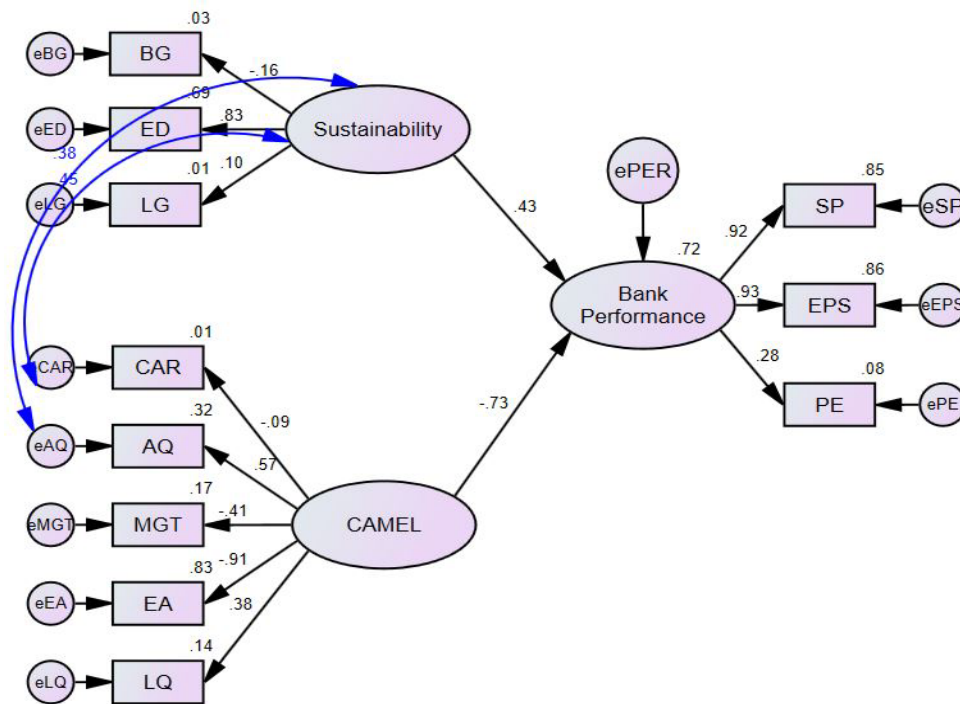 .03
eBG
BG
-.16
.69
eED
ED
.83
Sustainability
.38
.45
.01
.10
eLG
LG
ePER
.85
SP
eSP
.43
.92
.72
.86
Bank
Performance
.93
EPS
eEPS
.28
.08
PE
ePE
.01
eCAR
CAR
-.73
-.09
.32
eAQ
AQ
.57
.17
eMGT
MGT
-.41
CAMEL
.83
-.91
eEA
EA
.38
.14
eLQ
LQ